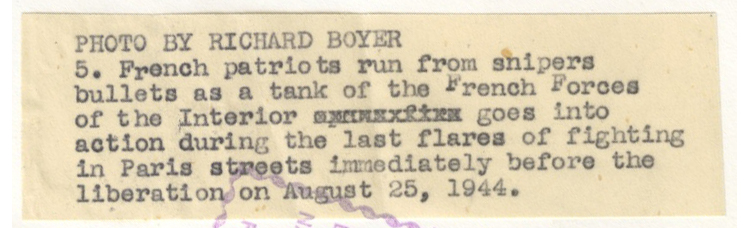 PHOTO BY RICHARD BOYER
5. French patriots run from snipers
bullets as a tank of the French Forces
of the Interior goes into
action during the last flares of fighting
in Paris streets immediately before the
liberation on August 25, 1944.